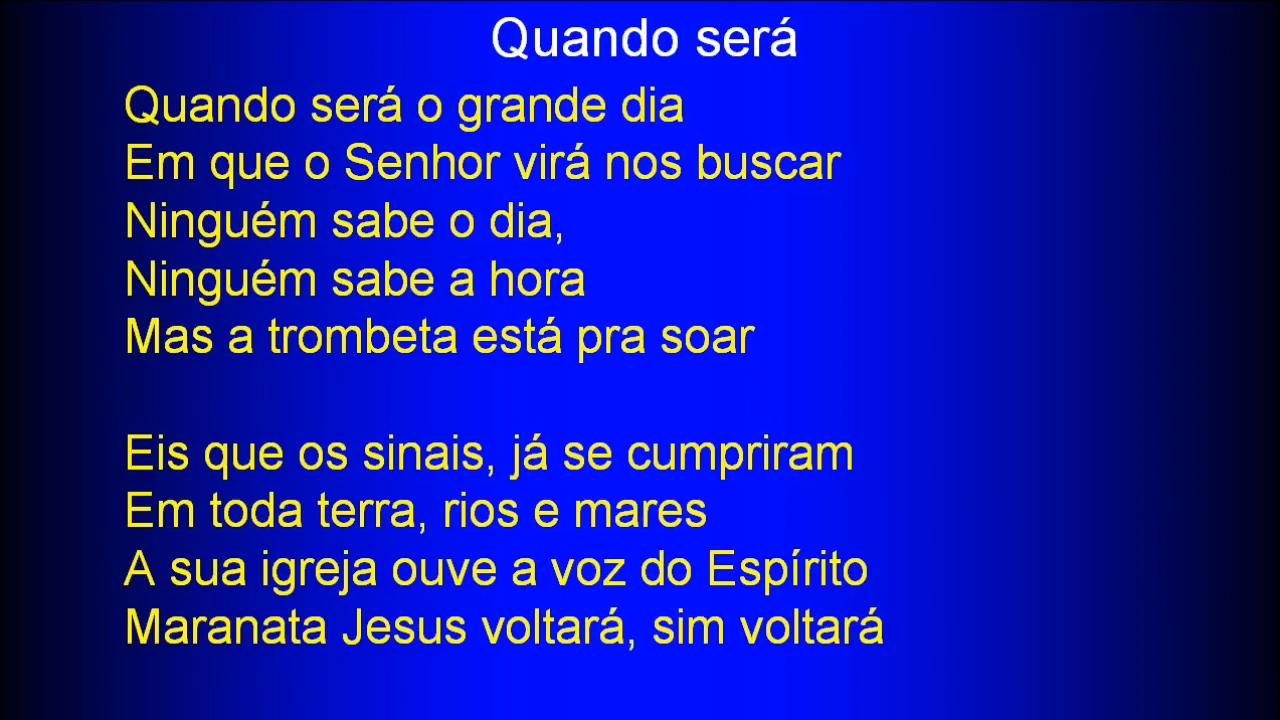 Quando será
Quando será o grande dia
Em que o Senhor virá nos buscar
Ninguém sabe o dia,
Ninguém sabe a hora
Mas a trombeta está pra soar
Eis que os sinais, já se cumpriram
Em toda terra, rios e mares
A sua igreja ouve a voz do Espírito
Maranata Jesus voltará, sim voltará